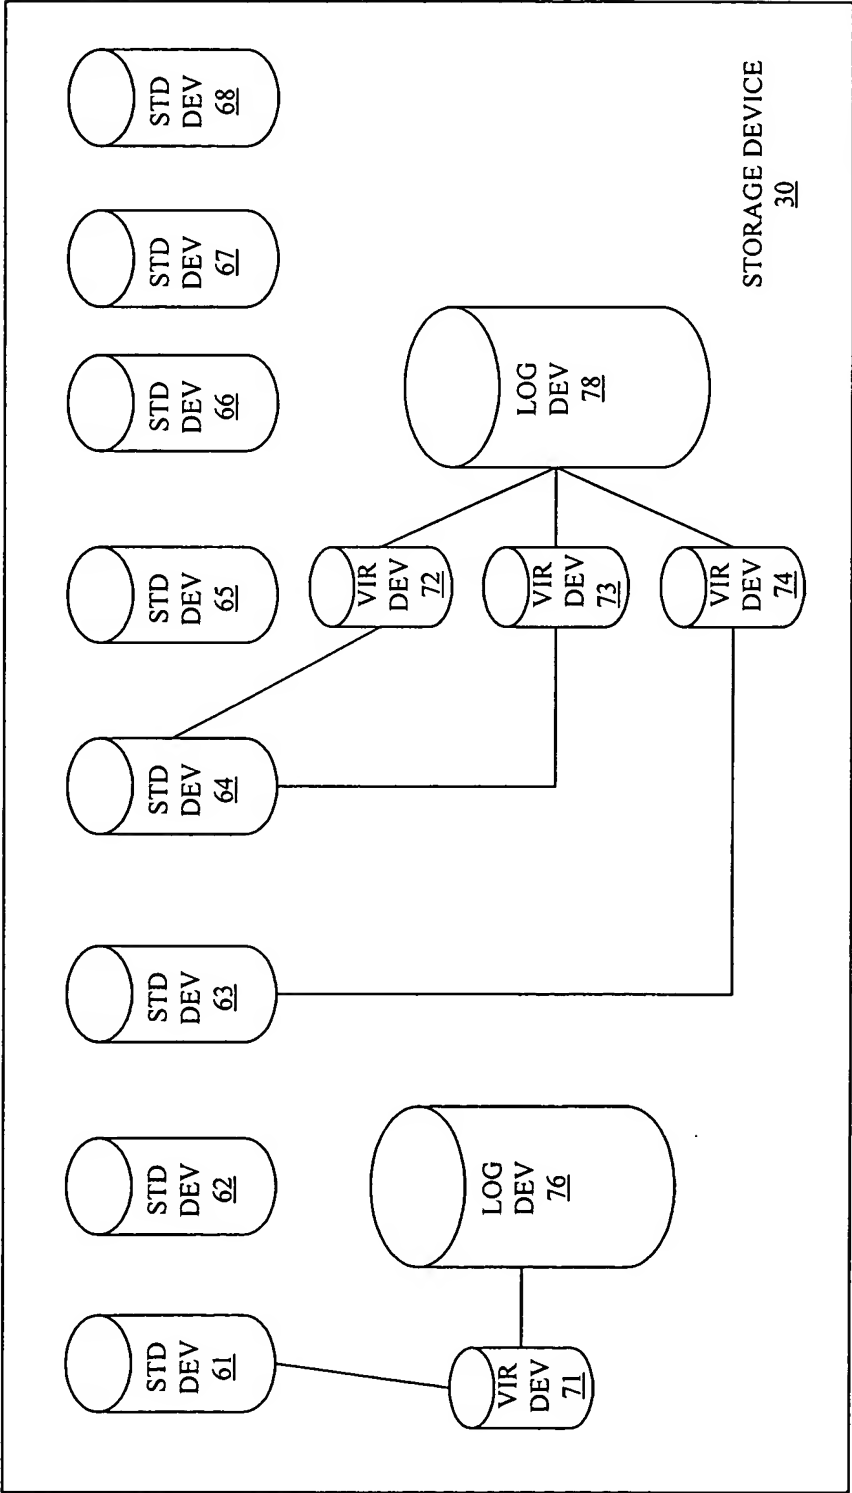 STD
DEV
61
STD
DEV
62
STD
DEV
63
STD
DEV
64
STD
DEV
65
STD
DEV
66
STD
DEV
67
STD
DEV
68
VIR
DEV
71
LOG
DEV
76
VIR
DEV
72
VIR
DEV
73
VIR
DEV
74
LOG
DEV
78
STORAGE DEVICE
30